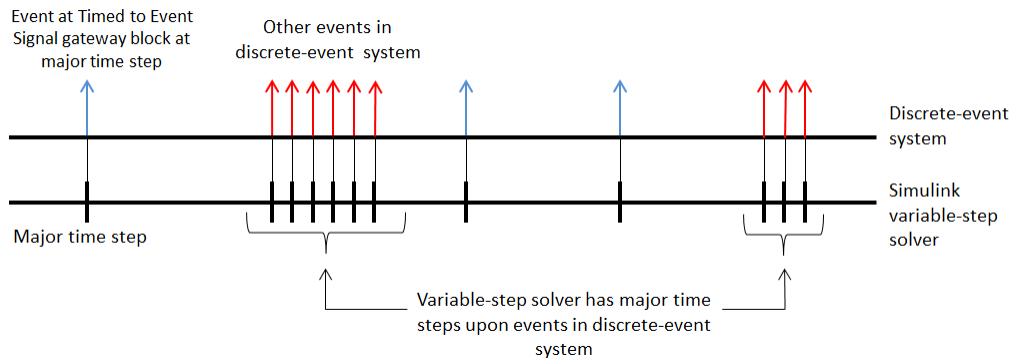 Event at Timed to Event
Signal gateway block at
major time step
Other events in
discrete-event system
Discrete-event
system
Simulink
variable-step
solver
Major time step
Variable-step solver has major time
steps upon events in discrete-event
system